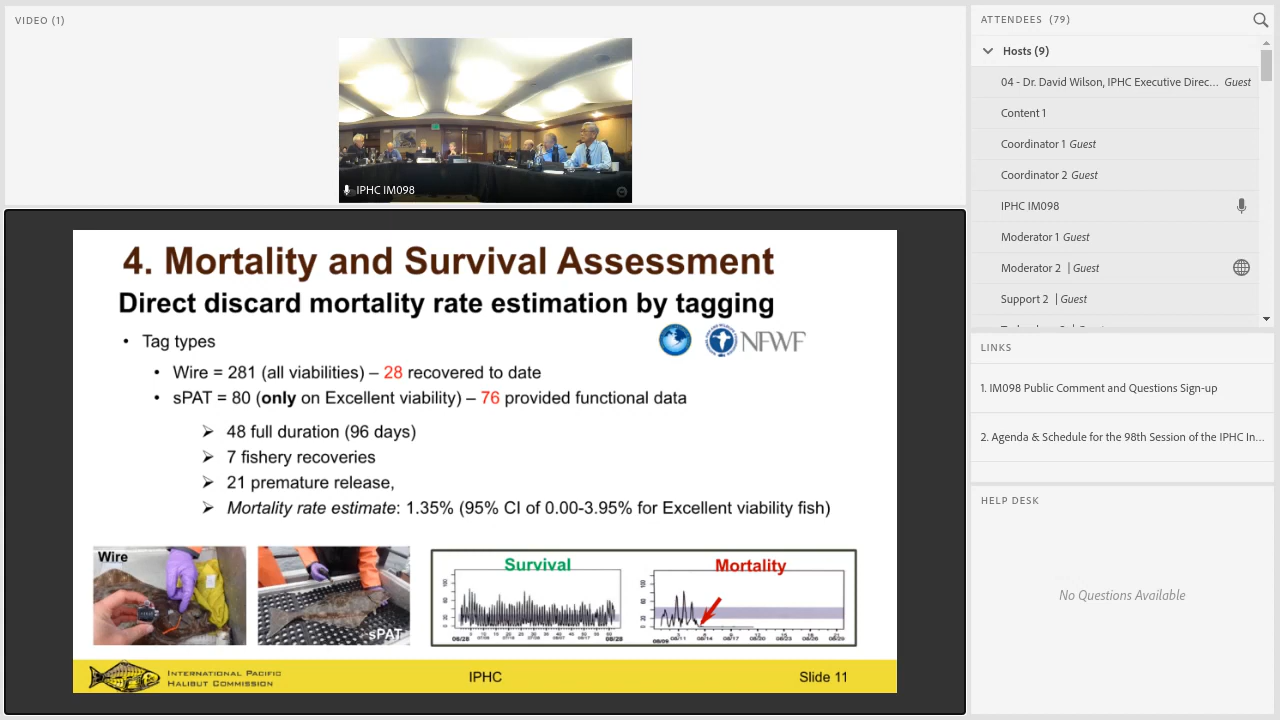 VIDEO (1)
IPHC IM098
4. Mortality and Survival Assessment
Direct discard mortality rate estimation by tagging
NFWF
• Tag types
• Wire = 281 (all viabilities) – 28 recovered to date
• sPAT = 80 (only on Excellent viability) – 76 provided functional data
➢ 48 full duration (96 days)
➢ 7 fishery recoveries
➢ 21 premature release,
➢ Mortality rate estimate: 1.35% (95% CI of 0.00-3.95% for Excellent viability fish)
Wire
sPAT
Survival
Mortality
INTERNATIONAL PACIFIC
HALIBUT COMMISSION
IPHC
Slide 11
ATTENDEES (79)
Hosts (9)
04 - Dr. David Wilson, IPHC Executive Direc... Guest
Content 1
Coordinator 1 Guest
Coordinator 2 Guest
IPHC IM098
Moderator 1 Guest
Moderator 2 | Guest
Support 2 | Guest
LINKS
1. IM098 Public Comment and Questions Sign-up
2. Agenda & Schedule for the 98th Session of the IPHC In...
HELP DESK
No Questions Available